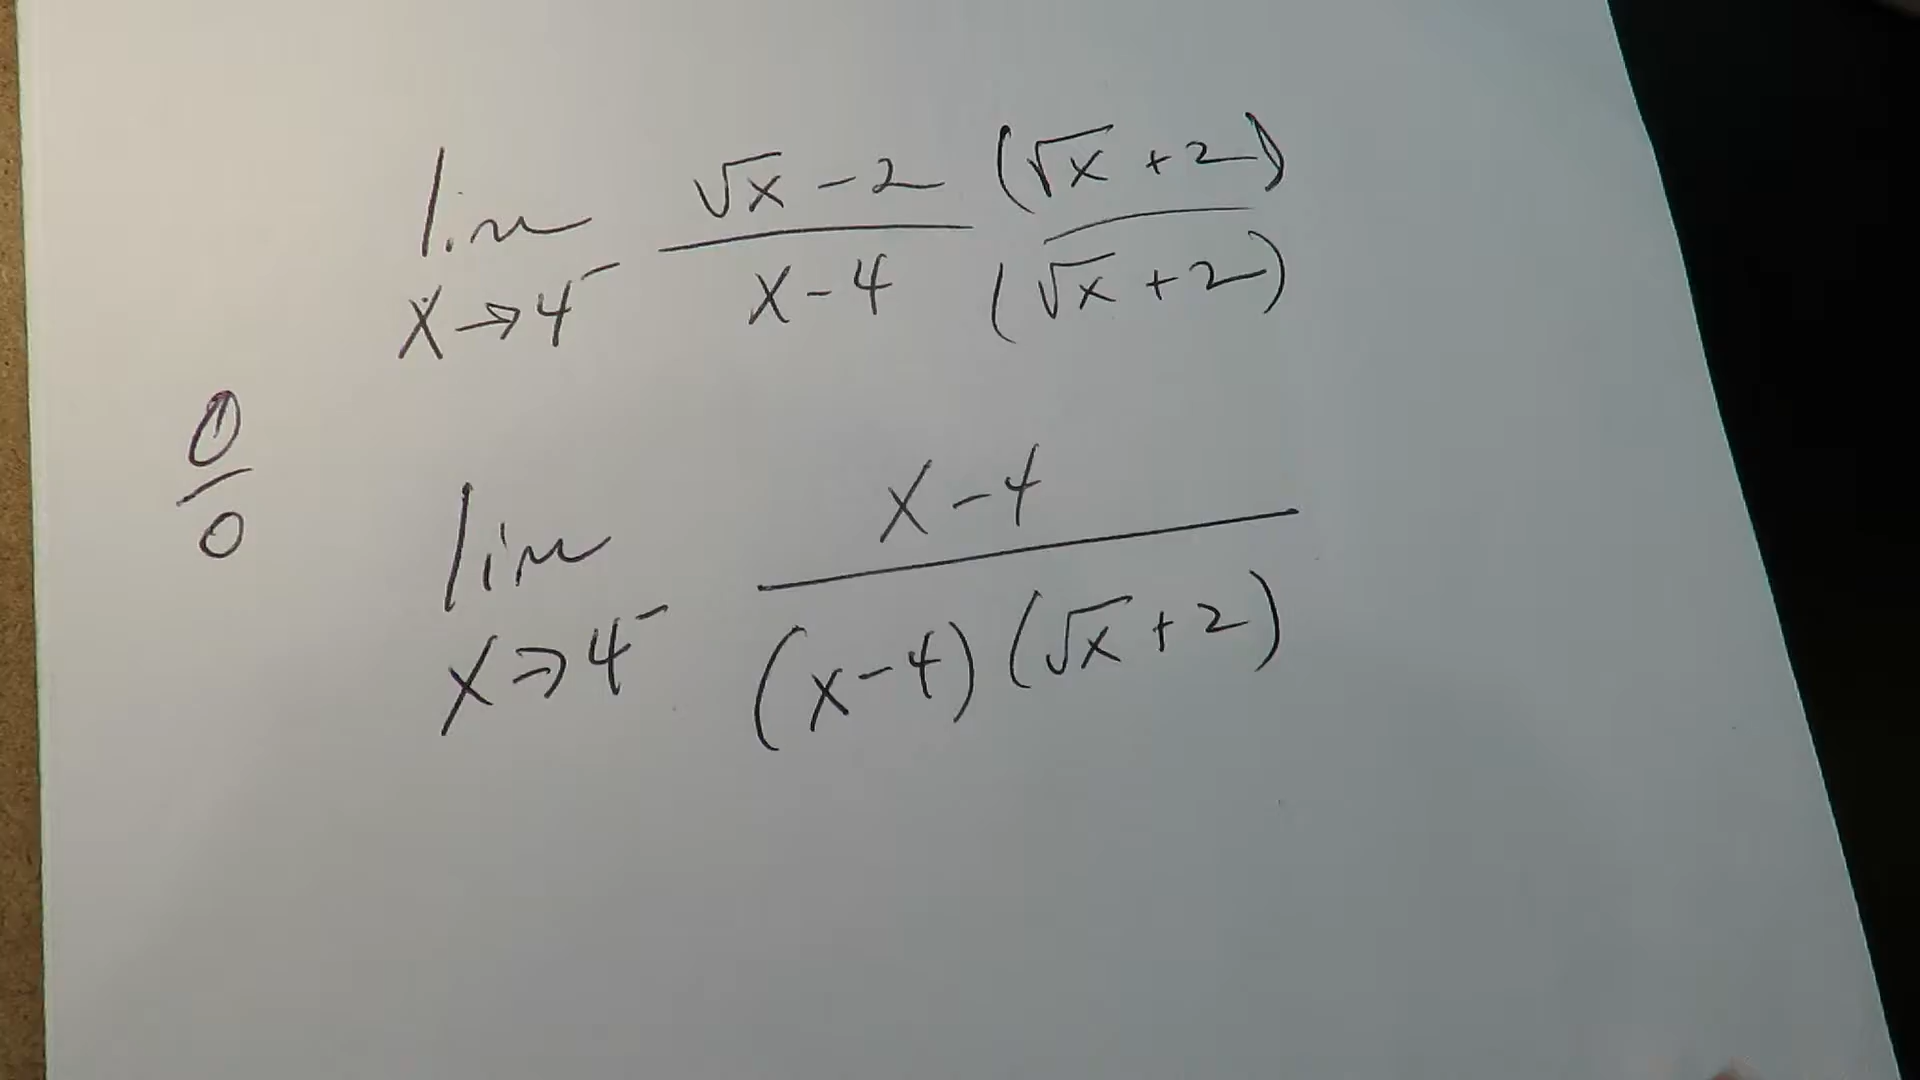 lim x→4⁻ (√x − 2)/(x − 4) · (√x + 2)/(√x + 2)
0/0
lim x→4⁻ (x − 4)/((x − 4)(√x + 2))